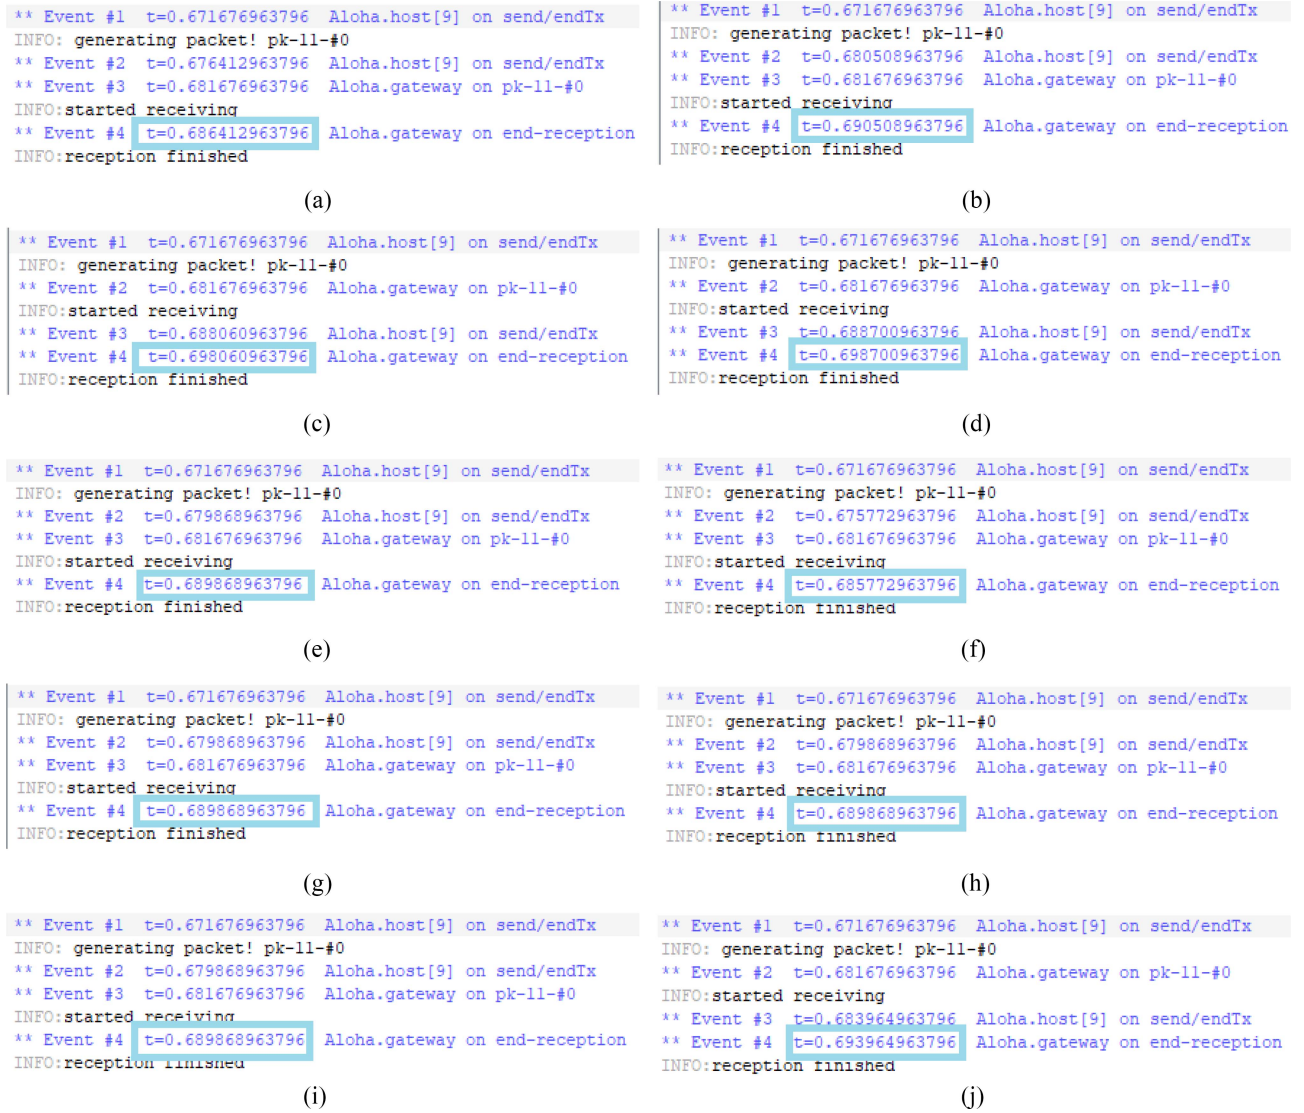 ** Event #1  t=0.671676963796  Aloha.host[9] on send/endTx
INFO: generating packet! pk-11-#0
** Event #2  t=0.676412963796  Aloha.host[9] on send/endTx
** Event #3  t=0.681676963796  Aloha.gateway on pk-11-#0
INFO:started receiving
** Event #4  t=0.686412963796  Aloha.gateway on end-reception
INFO:reception finished
(a)
** Event #1  t=0.671676963796  Aloha.host[9] on send/endTx
INFO: generating packet! pk-11-#0
** Event #2  t=0.680508963796  Aloha.host[9] on send/endTx
** Event #3  t=0.681676963796  Aloha.gateway on pk-11-#0
INFO:started receiving
** Event #4  t=0.690508963796  Aloha.gateway on end-reception
INFO:reception finished
(b)
** Event #1  t=0.671676963796  Aloha.host[9] on send/endTx
INFO: generating packet! pk-11-#0
** Event #2  t=0.681676963796  Aloha.gateway on pk-11-#0
INFO:started receiving
** Event #3  t=0.688060963796  Aloha.host[9] on send/endTx
** Event #4  t=0.698060963796  Aloha.gateway on end-reception
INFO:reception finished
(c)
** Event #1  t=0.671676963796  Aloha.host[9] on send/endTx
INFO: generating packet! pk-11-#0
** Event #2  t=0.681676963796  Aloha.gateway on pk-11-#0
INFO:started receiving
** Event #3  t=0.688700963796  Aloha.host[9] on send/endTx
** Event #4  t=0.698700963796  Aloha.gateway on end-reception
INFO:reception finished
(d)
** Event #1  t=0.671676963796  Aloha.host[9] on send/endTx
INFO: generating packet! pk-11-#0
** Event #2  t=0.679868963796  Aloha.host[9] on send/endTx
** Event #3  t=0.681676963796  Aloha.gateway on pk-11-#0
INFO:started receiving
** Event #4  t=0.689868963796  Aloha.gateway on end-reception
INFO:reception finished
(e)
** Event #1  t=0.671676963796  Aloha.host[9] on send/endTx
INFO: generating packet! pk-11-#0
** Event #2  t=0.675772963796  Aloha.host[9] on send/endTx
** Event #3  t=0.681676963796  Aloha.gateway on pk-11-#0
INFO:started receiving
** Event #4  t=0.685772963796  Aloha.gateway on end-reception
INFO:reception finished
(f)
** Event #1  t=0.671676963796  Aloha.host[9] on send/endTx
INFO: generating packet! pk-11-#0
** Event #2  t=0.679868963796  Aloha.host[9] on send/endTx
** Event #3  t=0.681676963796  Aloha.gateway on pk-11-#0
INFO:started receiving
** Event #4  t=0.689868963796  Aloha.gateway on end-reception
INFO:reception finished
(g)
** Event #1  t=0.671676963796  Aloha.host[9] on send/endTx
INFO: generating packet! pk-11-#0
** Event #2  t=0.679868963796  Aloha.host[9] on send/endTx
** Event #3  t=0.681676963796  Aloha.gateway on pk-11-#0
INFO:started receiving
** Event #4  t=0.689868963796  Aloha.gateway on end-reception
INFO:reception finished
(h)
** Event #1  t=0.671676963796  Aloha.host[9] on send/endTx
INFO: generating packet! pk-11-#0
** Event #2  t=0.679868963796  Aloha.host[9] on send/endTx
** Event #3  t=0.681676963796  Aloha.gateway on pk-11-#0
INFO:started receiving
** Event #4  t=0.689868963796  Aloha.gateway on end-reception
INFO:reception finished
(i)
** Event #1  t=0.671676963796  Aloha.host[9] on send/endTx
INFO: generating packet! pk-11-#0
** Event #2  t=0.681676963796  Aloha.gateway on pk-11-#0
INFO:started receiving
** Event #3  t=0.683964963796  Aloha.host[9] on send/endTx
** Event #4  t=0.693964963796  Aloha.gateway on end-reception
INFO:reception finished
(j)